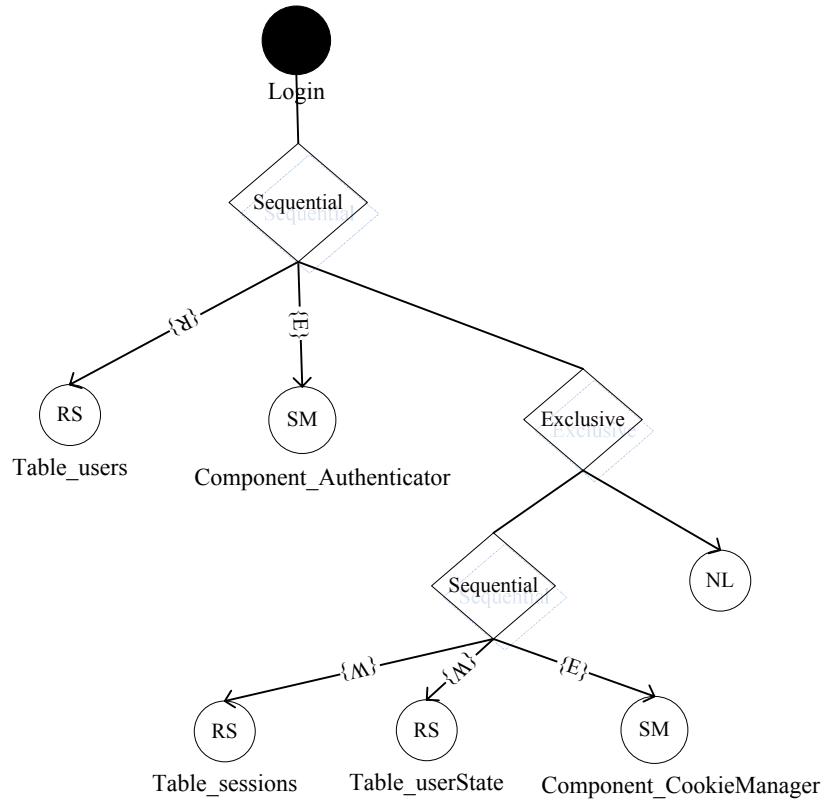 Login
Sequential
{R}
{E}
RS
SM
Exclusive
Table_users
Component_Authenticator
Sequential
NL
{W}
{W}
{E}
RS
RS
SM
Table_sessions
Table_userState
Component_CookieManager